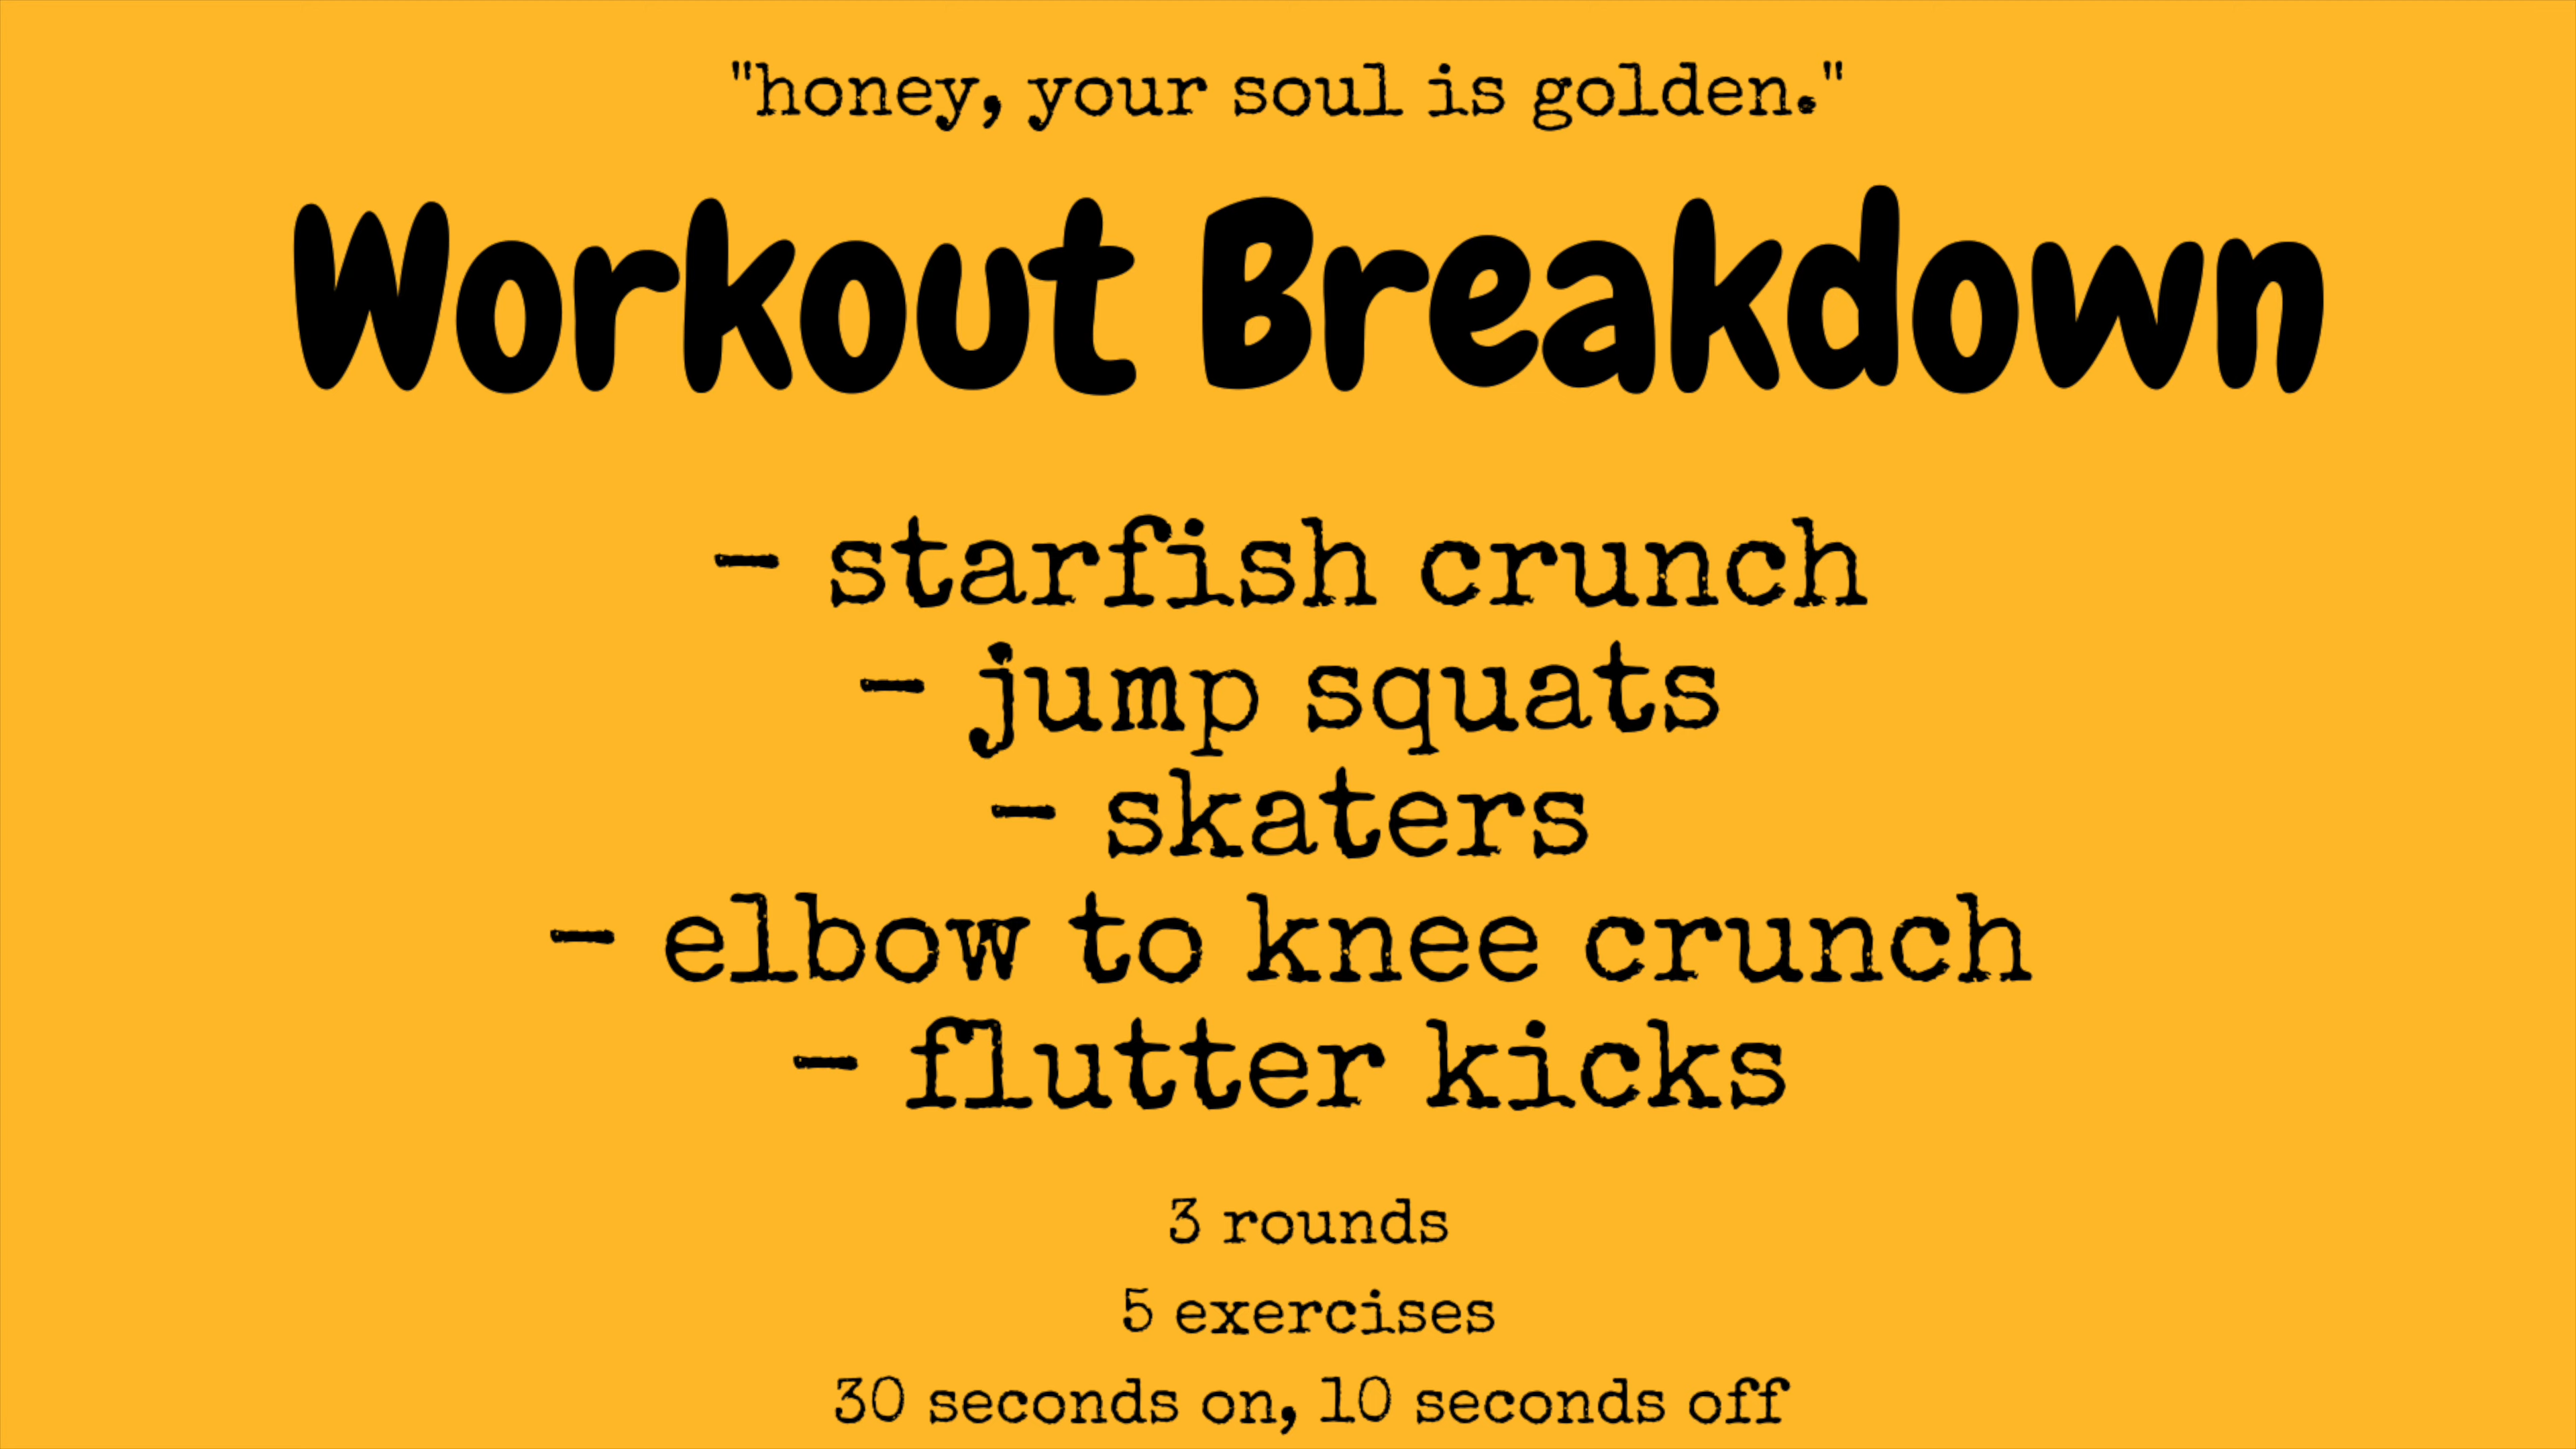 "honey, your soul is golden."
Workout Breakdown
- starfish crunch
- jump squats
- skaters
- elbow to knee crunch
- flutter kicks
3 rounds
5 exercises
30 seconds on, 10 seconds off